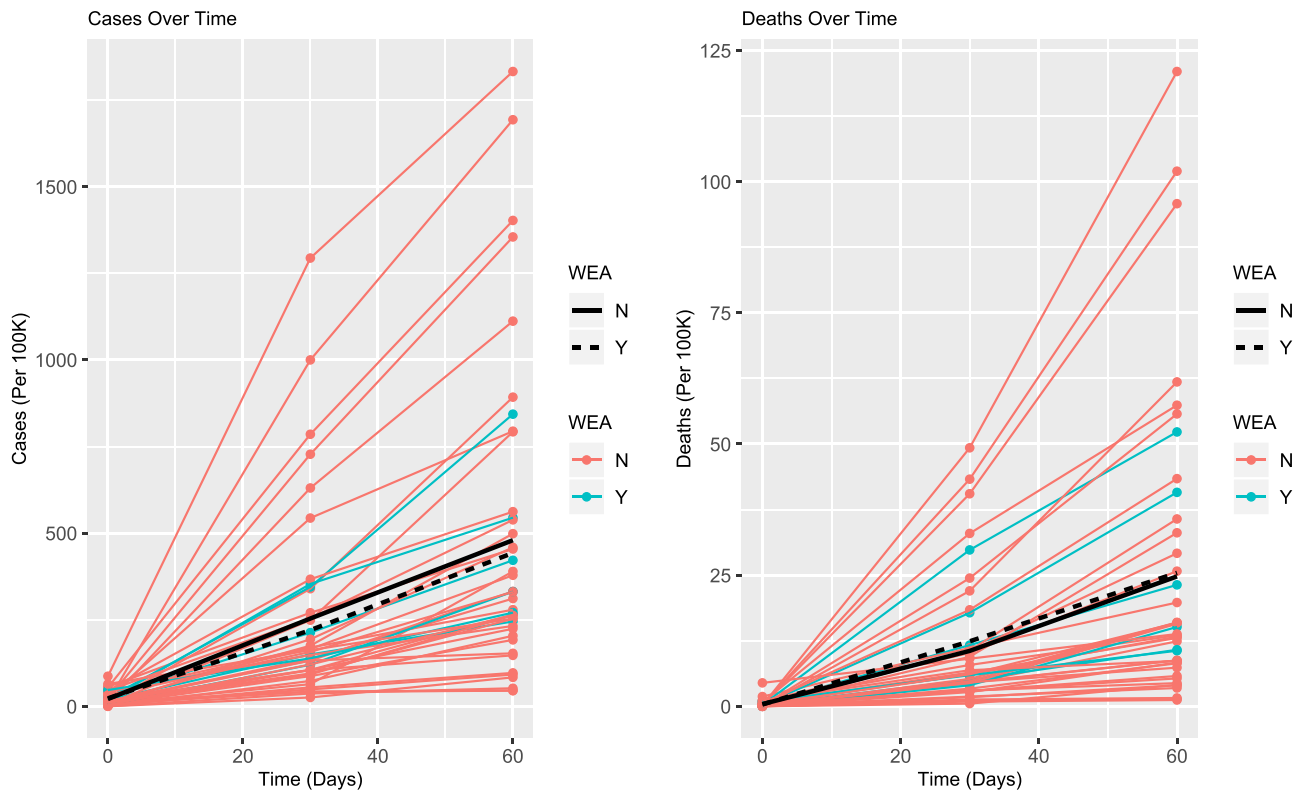 Cases Over Time
Cases (Per 100K)
1500
1000
500
0
0 20 40 60
Time (Days)
WEA
N
Y
WEA
N
Y
Deaths Over Time
Deaths (Per 100K)
125
100
75
50
25
0
0 20 40 60
Time (Days)
WEA
N
Y
WEA
N
Y